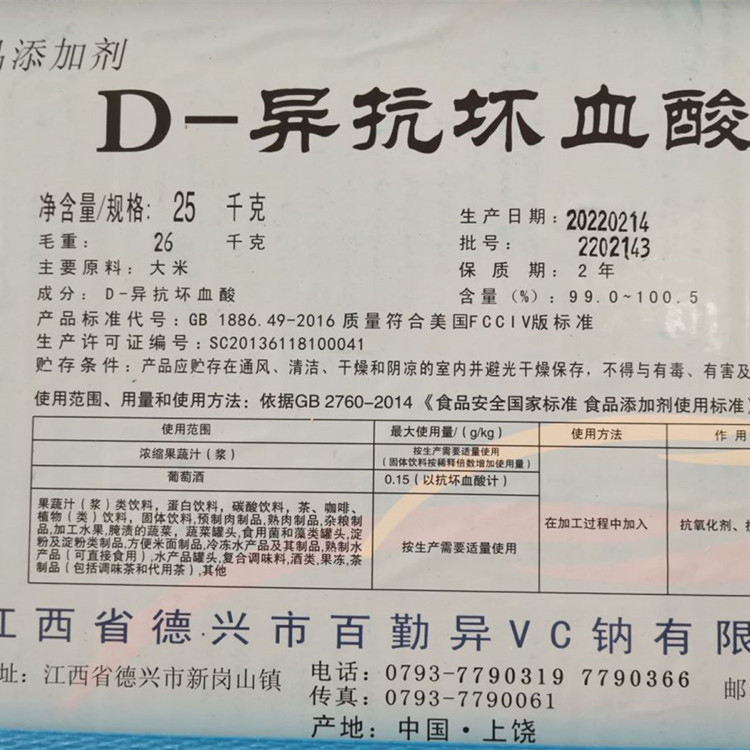 品添加剂
D-异抗坏血酸
净含量/规格: 25 千克
毛重: 26 千克
主要原料: 大米
成分: D-异抗坏血酸
生产日期: 20220214
批号: 2202143
保质期: 2年
含量(%): 99.0~100.5
产品标准代号: GB 1886.49-2016 质量符合美国FCCIV版标准
生产许可证编号: SC20136118100041
贮存条件: 产品应贮存在通风、清洁、干燥和阴凉的室内并避光干燥保存, 不得与有毒、有害及
使用范围、用量和使用方法: 依据GB 2760-2014 《食品安全国家标准 食品添加剂使用标准》
使用范围 最大使用量/(g/kg) 使用方法 作用
浓缩果蔬汁(浆) 按生产需要适量使用
(固体饮料按稀释倍数增加使用量)
葡萄酒 0.15(以抗坏血酸计)
果蔬汁(浆)类饮料, 蛋白饮料, 碳酸饮料, 茶、咖啡、
植物(类)饮料, 固体饮料,预制肉制品,熟肉制品,杂粮制
品,加工水果,腌渍的蔬菜, 蔬菜罐头,食用菌和藻类罐头,淀
粉及淀粉类制品,方便米面制品,冷冻水产品及其制品,熟制水
产品(可直接食用),水产品罐头,复合调味料,酒类,果冻,茶
制品(包括调味茶和代用茶),其他
按生产需要适量使用
在加工过程中加入
抗氧化剂、
江西省德兴市百勤异VC钠有限
址: 江西省德兴市新岗山镇
电话: 0793-7790319 7790366
传真: 0793-7790061
邮
产地: 中国·上饶